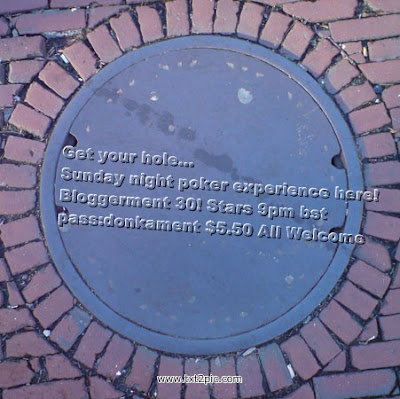 Get your hole...
Sunday night poker experience here!
Bloggerment 30! Stars 9pm bst
pass:donkament $5.50 All Welcome
www.txt2pic.com